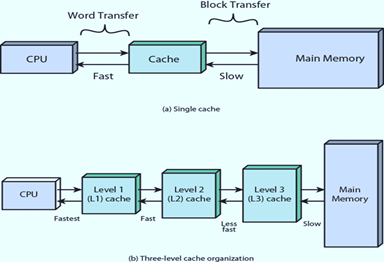 Word Transfer
Block Transfer
CPU
Cache
Main Memory
Fast
Slow
(a) Single cache
CPU
Level 1
(L1) cache
Level 2
(L2) cache
Level 3
(L3) cache
Main
Memory
Fastest
Fast
Less
fast
Slow
(b) Three-level cache organization